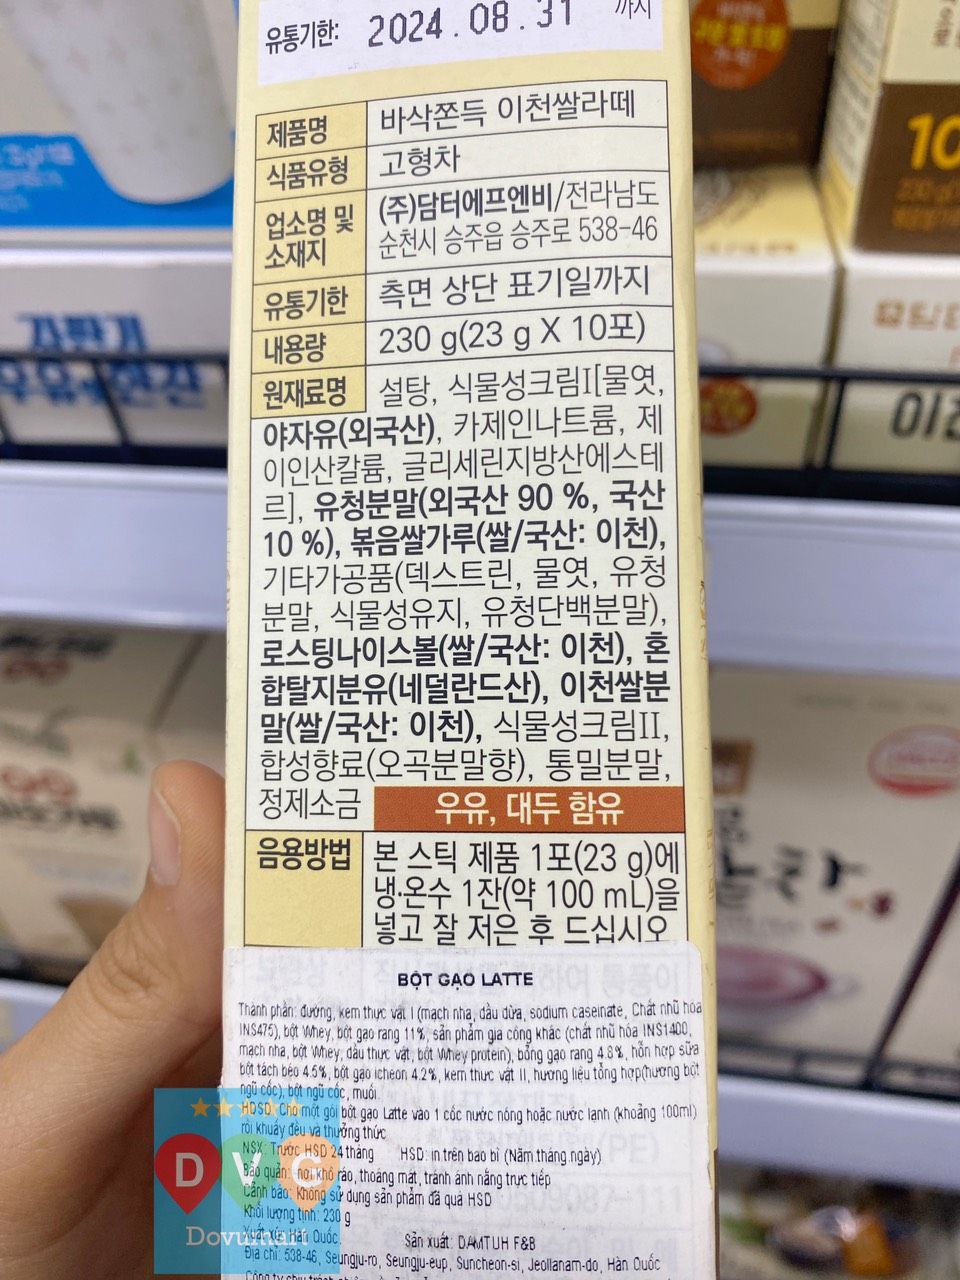 유통기한: 2024.08.31 까지
제품명 바삭쫀득 이천쌀라떼
식품유형 고형차
업소명 및 소재지 (주)담터에프엔비/전라남도
순천시 승주읍 승주로 538-46
유통기한 측면 상단 표기일까지
내용량 230 g(23 g X 10포)
원재료명 설탕, 식물성크림I[물엿,
야자유(외국산), 카제인나트륨, 제
이인산칼륨, 글리세린지방산에스테
르], 유청분말(외국산 90 %, 국산
10 %), 볶음쌀가루(쌀/국산: 이천),
기타가공품(덱스트린, 물엿, 유청
분말, 식물성유지, 유청단백분말),
로스팅나이스볼(쌀/국산: 이천), 혼
합탈지분유(네덜란드산), 이천쌀분
말(쌀/국산: 이천), 식물성크림II,
합성향료(오곡분말향), 통밀분말,
정제소금 우유, 대두 함유
음용방법 본 스틱 제품 1포(23 g)에
냉·온수 1잔(약 100 mL)을
넣고 잘 저은 후 드십시오
BỘT GẠO LATTE
Thành phần: đường, kem thực vật I (mạch nha, dầu dừa, sodium caseinate, Chất nhũ hóa
INS475), bột Whey, bột gạo rang 11%, sản phẩm gia công khác (chất nhũ hóa INS1400,
mạch nha, bột Whey, dầu thực vật, bột Whey protein), bỏng gạo rang 4.8%, hỗn hợp sữa
bột tách béo 4.5%, bột gạo icheon 4.2%, kem thực vật II, hương liệu tổng hợp(hương bột
ngũ cốc), bột ngũ cốc, muối.
HDSD: Cho một gói bột gạo Latte vào 1 cốc nước nóng hoặc nước lạnh (khoảng 100ml)
rồi khuấy đều và thưởng thức
NSX: Trước HSD 24 tháng HSD: in trên bao bì (Năm.tháng.ngày)
Bảo quản: nơi khô ráo, thoáng mát, tránh ánh nắng trực tiếp
Cảnh báo: Không sử dụng sản phẩm đã quá HSD
Khối lượng tịnh: 230 g
Xuất xứ: Hàn Quốc. Sản xuất: DAMTUH F&B
Địa chỉ: 538-46, Seungju-ro, Seungju-eup, Suncheon-si, Jeollanam-do, Hàn Quốc
DVG
Dovumart